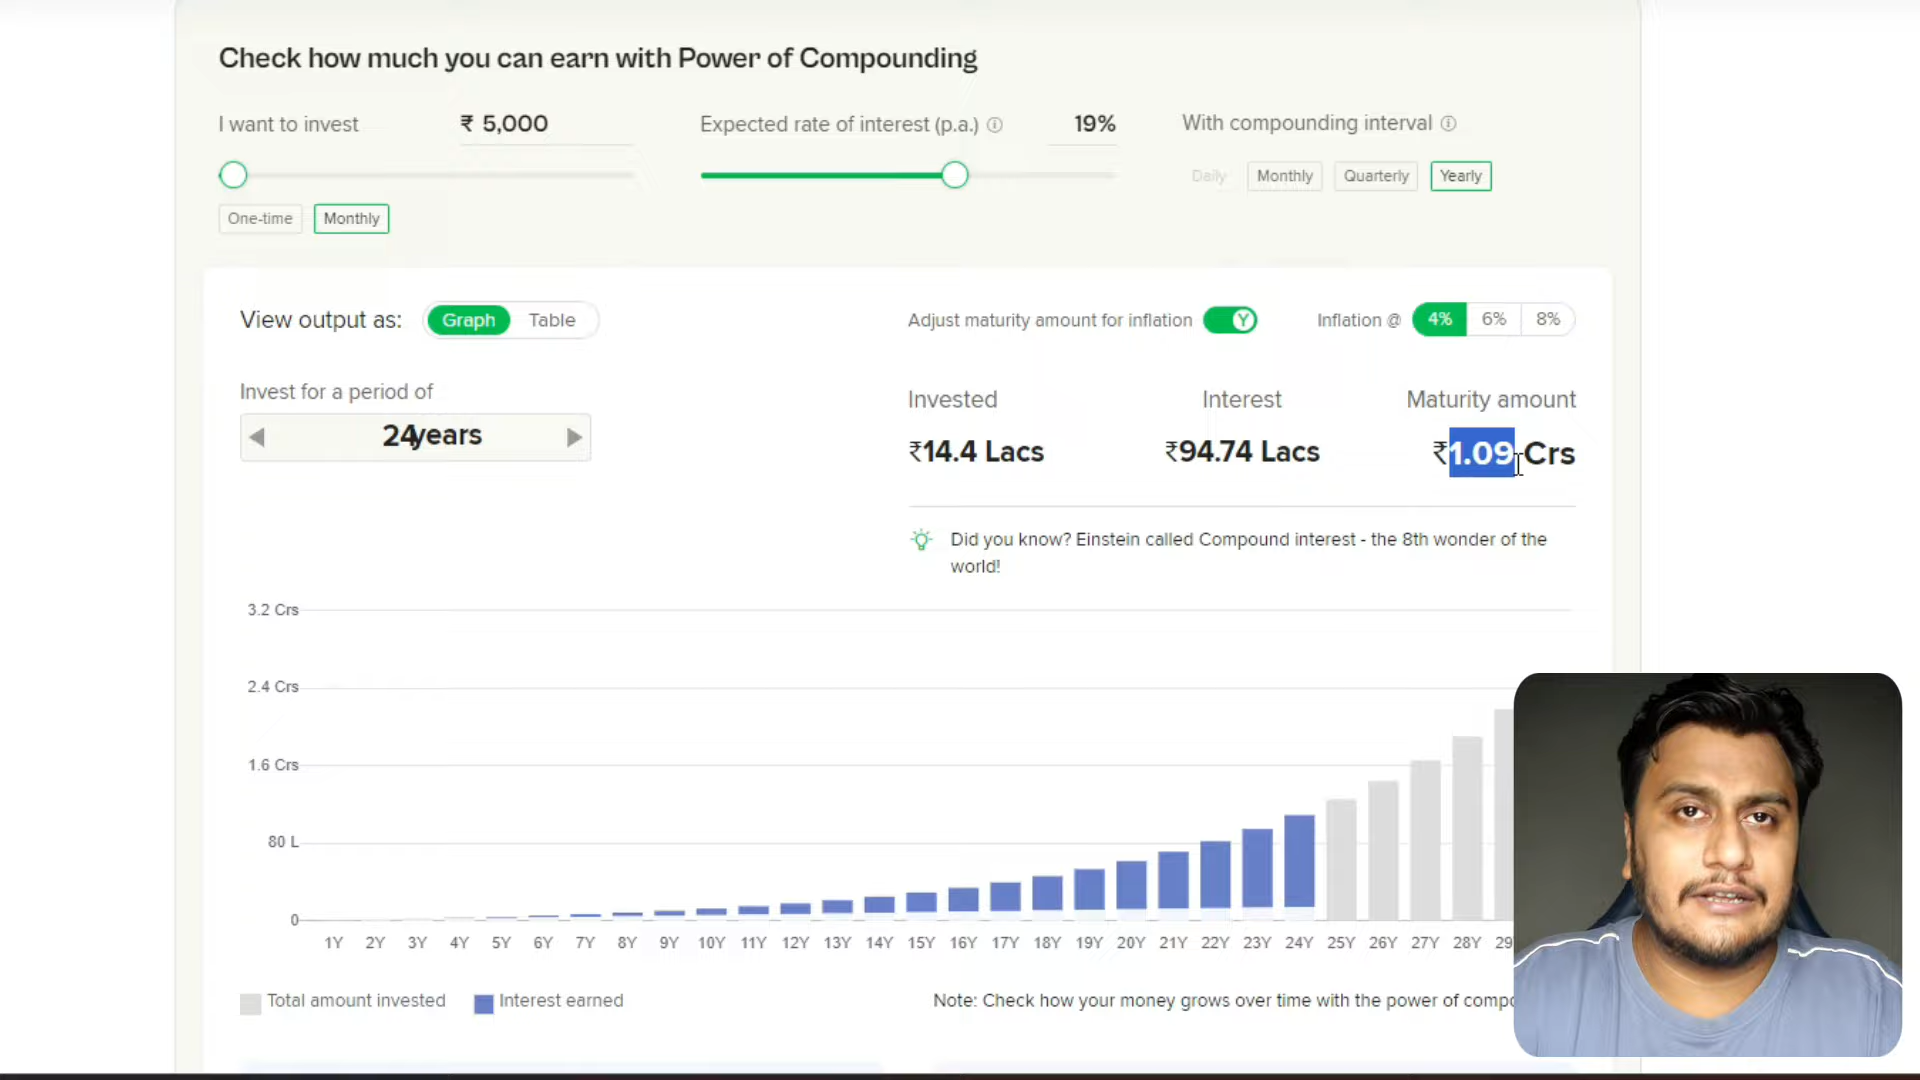 Check how much you can earn with Power of Compounding
I want to invest ₹ 5,000
Expected rate of interest (p.a.) 19%
With compounding interval
Daily Monthly Quarterly Yearly
One-time Monthly
View output as: Graph Table
Adjust maturity amount for inflation Y
Inflation @ 4% 6% 8%
Invest for a period of
24years
Invested Interest Maturity amount
₹14.4 Lacs ₹94.74 Lacs ₹1.09 Crs
Did you know? Einstein called Compound interest - the 8th wonder of the
world!
3.2 Crs
2.4 Crs
1.6 Crs
80 L
0
1Y 2Y 3Y 4Y 5Y 6Y 7Y 8Y 9Y 10Y 11Y 12Y 13Y 14Y 15Y 16Y 17Y 18Y 19Y 20Y 21Y 22Y 23Y 24Y 25Y 26Y 27Y 28Y 29
Total amount invested Interest earned
Note: Check how your money grows over time with the power of compo